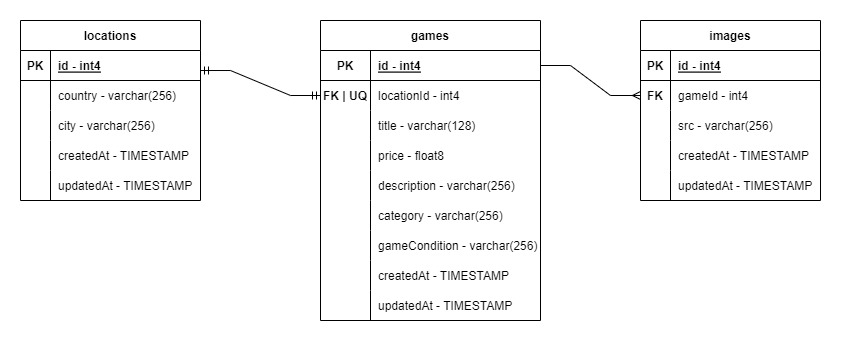 locations
PK id - int4
country - varchar(256)
city - varchar(256)
createdAt - TIMESTAMP
updatedAt - TIMESTAMP
games
PK id - int4
FK | UQ locationId - int4
title - varchar(128)
price - float8
description - varchar(256)
category - varchar(256)
gameCondition - varchar(256)
createdAt - TIMESTAMP
updatedAt - TIMESTAMP
images
PK id - int4
FK gameId - int4
src - varchar(256)
createdAt - TIMESTAMP
updatedAt - TIMESTAMP